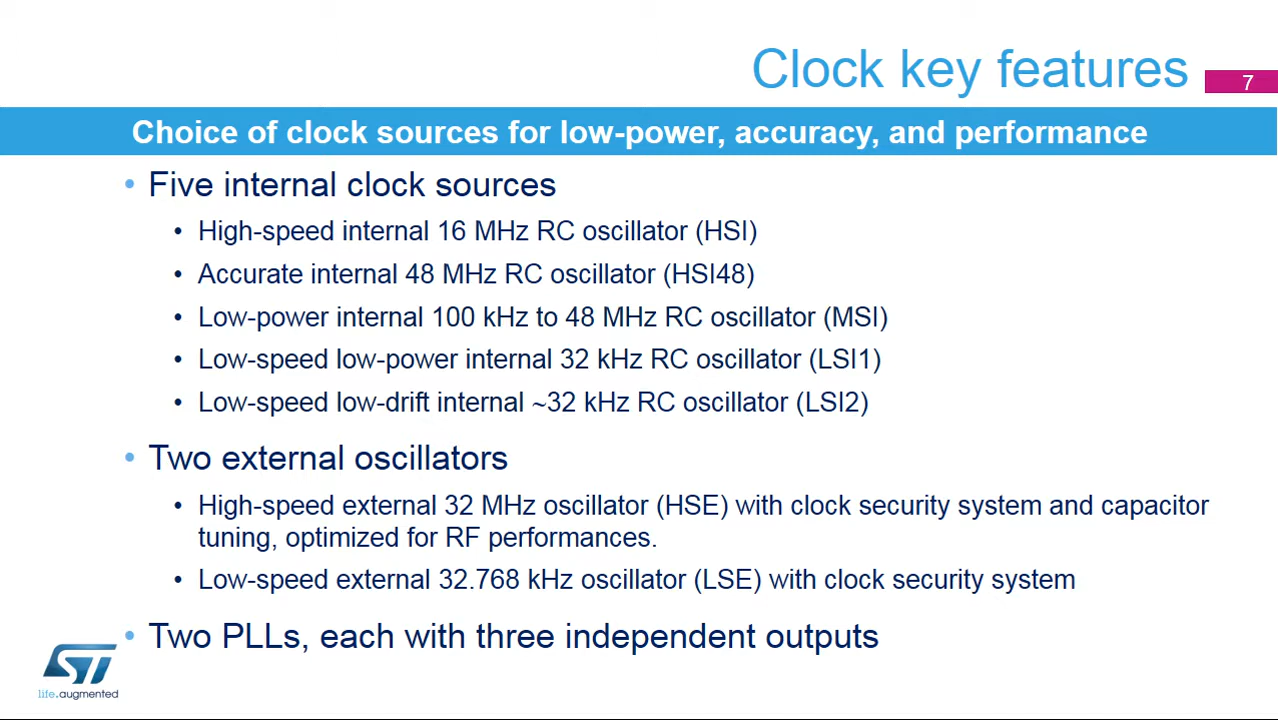 Clock key features
7
Choice of clock sources for low-power, accuracy, and performance
• Five internal clock sources
• High-speed internal 16 MHz RC oscillator (HSI)
• Accurate internal 48 MHz RC oscillator (HSI48)
• Low-power internal 100 kHz to 48 MHz RC oscillator (MSI)
• Low-speed low-power internal 32 kHz RC oscillator (LSI1)
• Low-speed low-drift internal ~32 kHz RC oscillator (LSI2)
• Two external oscillators
• High-speed external 32 MHz oscillator (HSE) with clock security system and capacitor
tuning, optimized for RF performances.
• Low-speed external 32.768 kHz oscillator (LSE) with clock security system
• Two PLLs, each with three independent outputs
ST
life.augmented